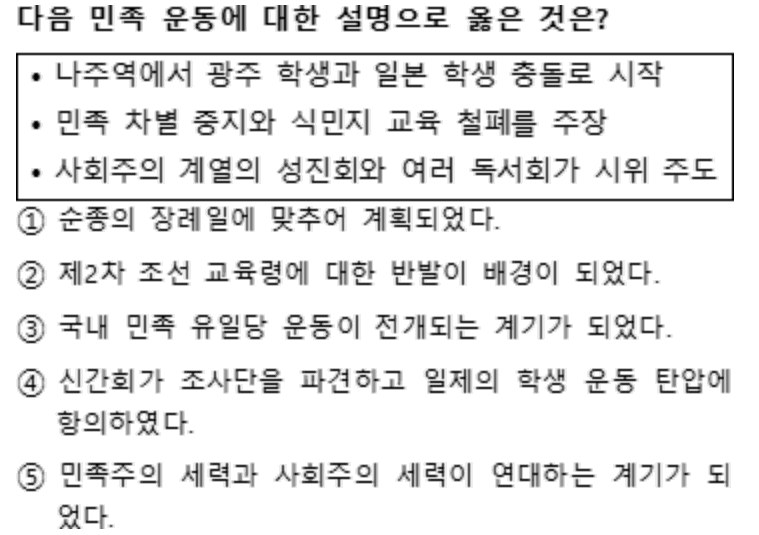 다음 민족 운동에 대한 설명으로 옳은 것은?
• 나주역에서 광주 학생과 일본 학생 충돌로 시작
• 민족 차별 중지와 식민지 교육 철폐를 주장
• 사회주의 계열의 성진회와 여러 독서회가 시위 주도
① 순종의 장례일에 맞추어 계획되었다.
② 제2차 조선 교육령에 대한 반발이 배경이 되었다.
③ 국내 민족 유일당 운동이 전개되는 계기가 되었다.
④ 신간회가 조사단을 파견하고 일제의 학생 운동 탄압에
항의하였다.
⑤ 민족주의 세력과 사회주의 세력이 연대하는 계기가 되
었다.